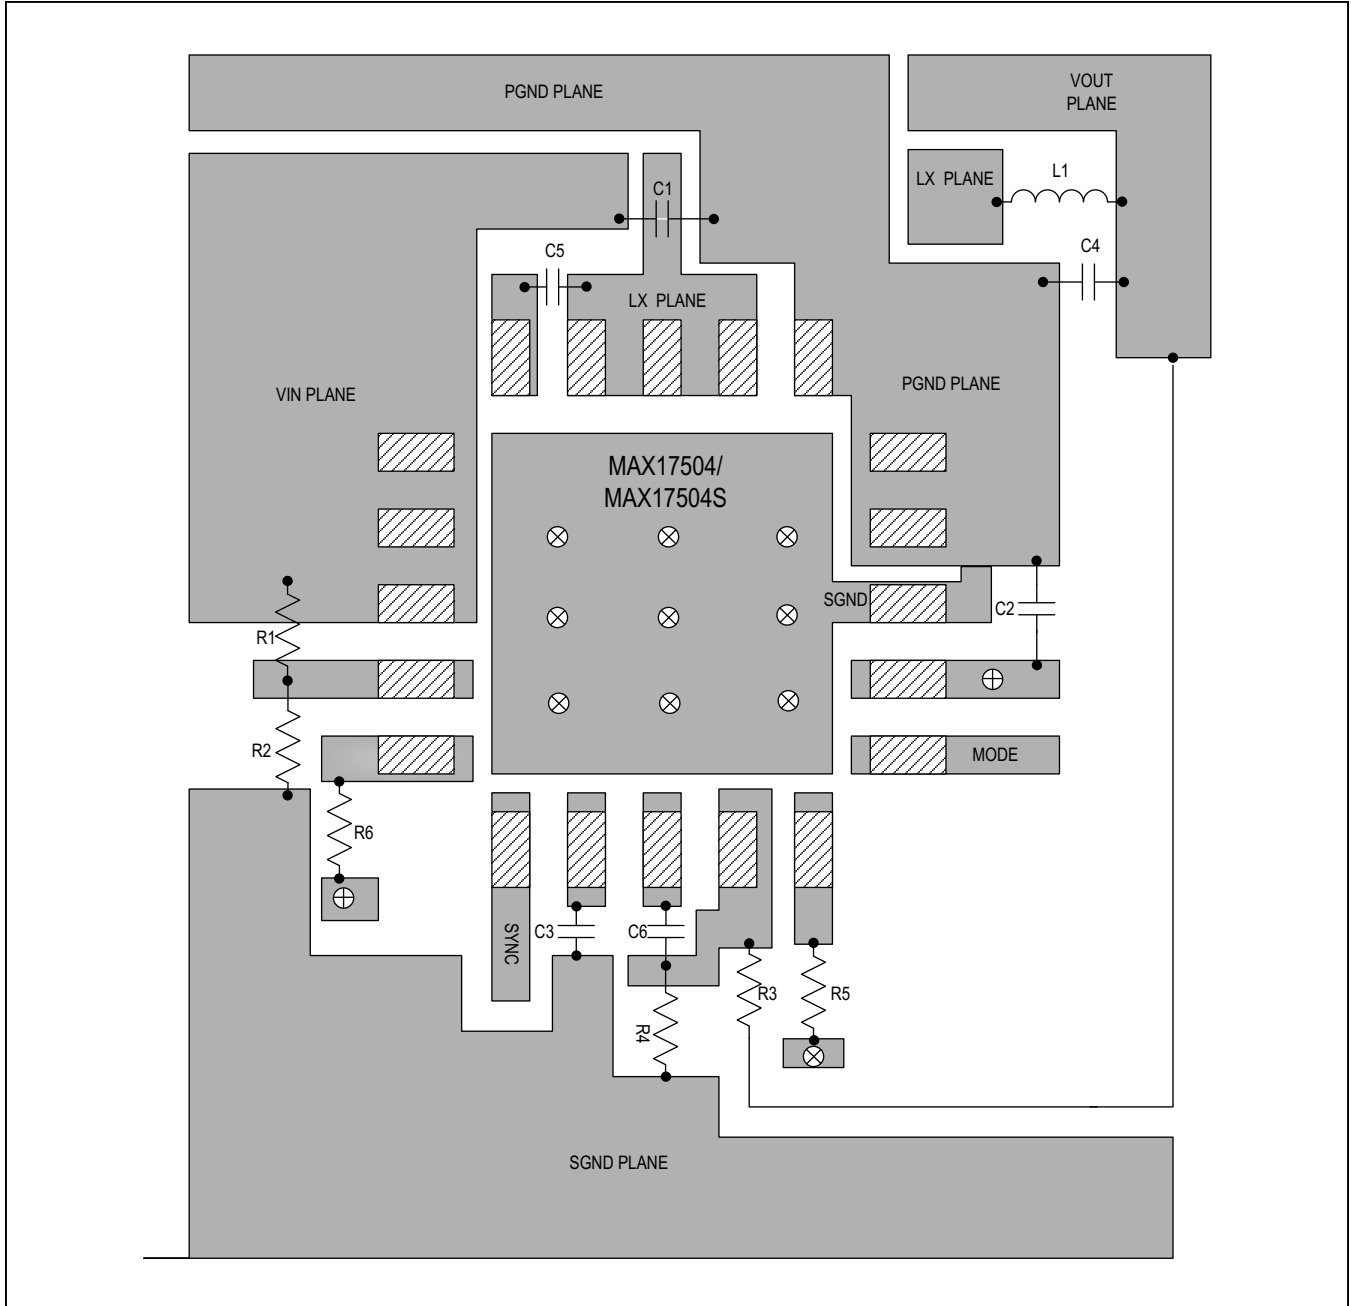 PGND PLANE
VOUT
PLANE
LX PLANE
L1
C1
C5
C4
LX PLANE
VIN PLANE
PGND PLANE
MAX17504/
MAX17504S
SGND
C2
R1
R2
MODE
R6
SYNC
C3
C6
R3
R5
R4
SGND PLANE